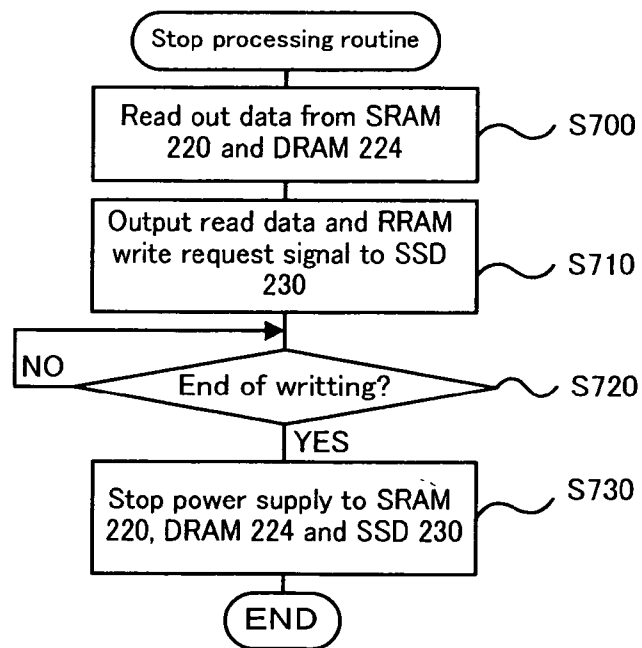 Stop processing routine
Read out data from SRAM
220 and DRAM 224
S700
Output read data and RRAM
write request signal to SSD
230
S710
NO
End of writting?
S720
YES
Stop power supply to SRAM
220, DRAM 224 and SSD 230
S730
END